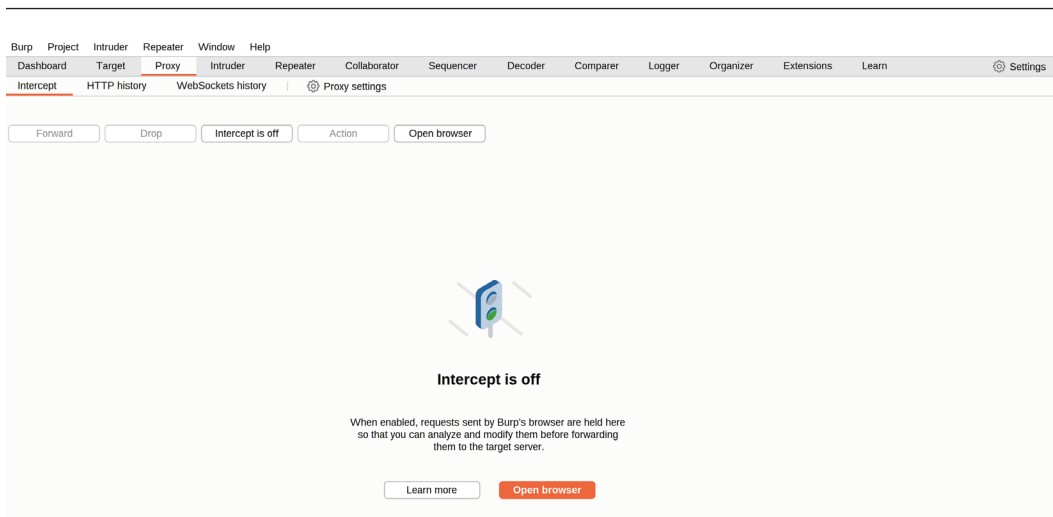 Burp Project Intruder Repeater Window Help
Dashboard Target Proxy Intruder Repeater Collaborator Sequencer Decoder Comparer Logger Organizer Extensions Learn Settings
Intercept HTTP history WebSockets history Proxy settings
Forward Drop Intercept is off Action Open browser
Intercept is off
When enabled, requests sent by Burp's browser are held here
so that you can analyze and modify them before forwarding
them to the target server.
Learn more Open browser